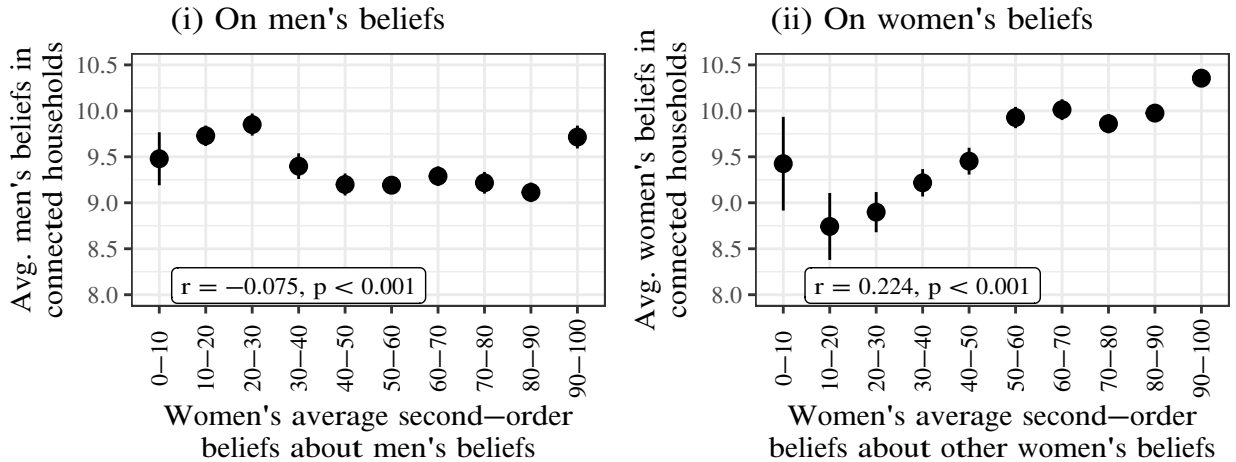 (i) On men's beliefs
Avg. men's beliefs in
connected households
10.5
10.0
9.5
9.0
8.5
8.0
r = −0.075, p < 0.001
0−10
10−20
20−30
30−40
40−50
50−60
60−70
70−80
80−90
90−100
Women's average second−order
beliefs about men's beliefs
(ii) On women's beliefs
Avg. women's beliefs in
connected households
10.5
10.0
9.5
9.0
8.5
8.0
r = 0.224, p < 0.001
0−10
10−20
20−30
30−40
40−50
50−60
60−70
70−80
80−90
90−100
Women's average second−order
beliefs about other women's beliefs